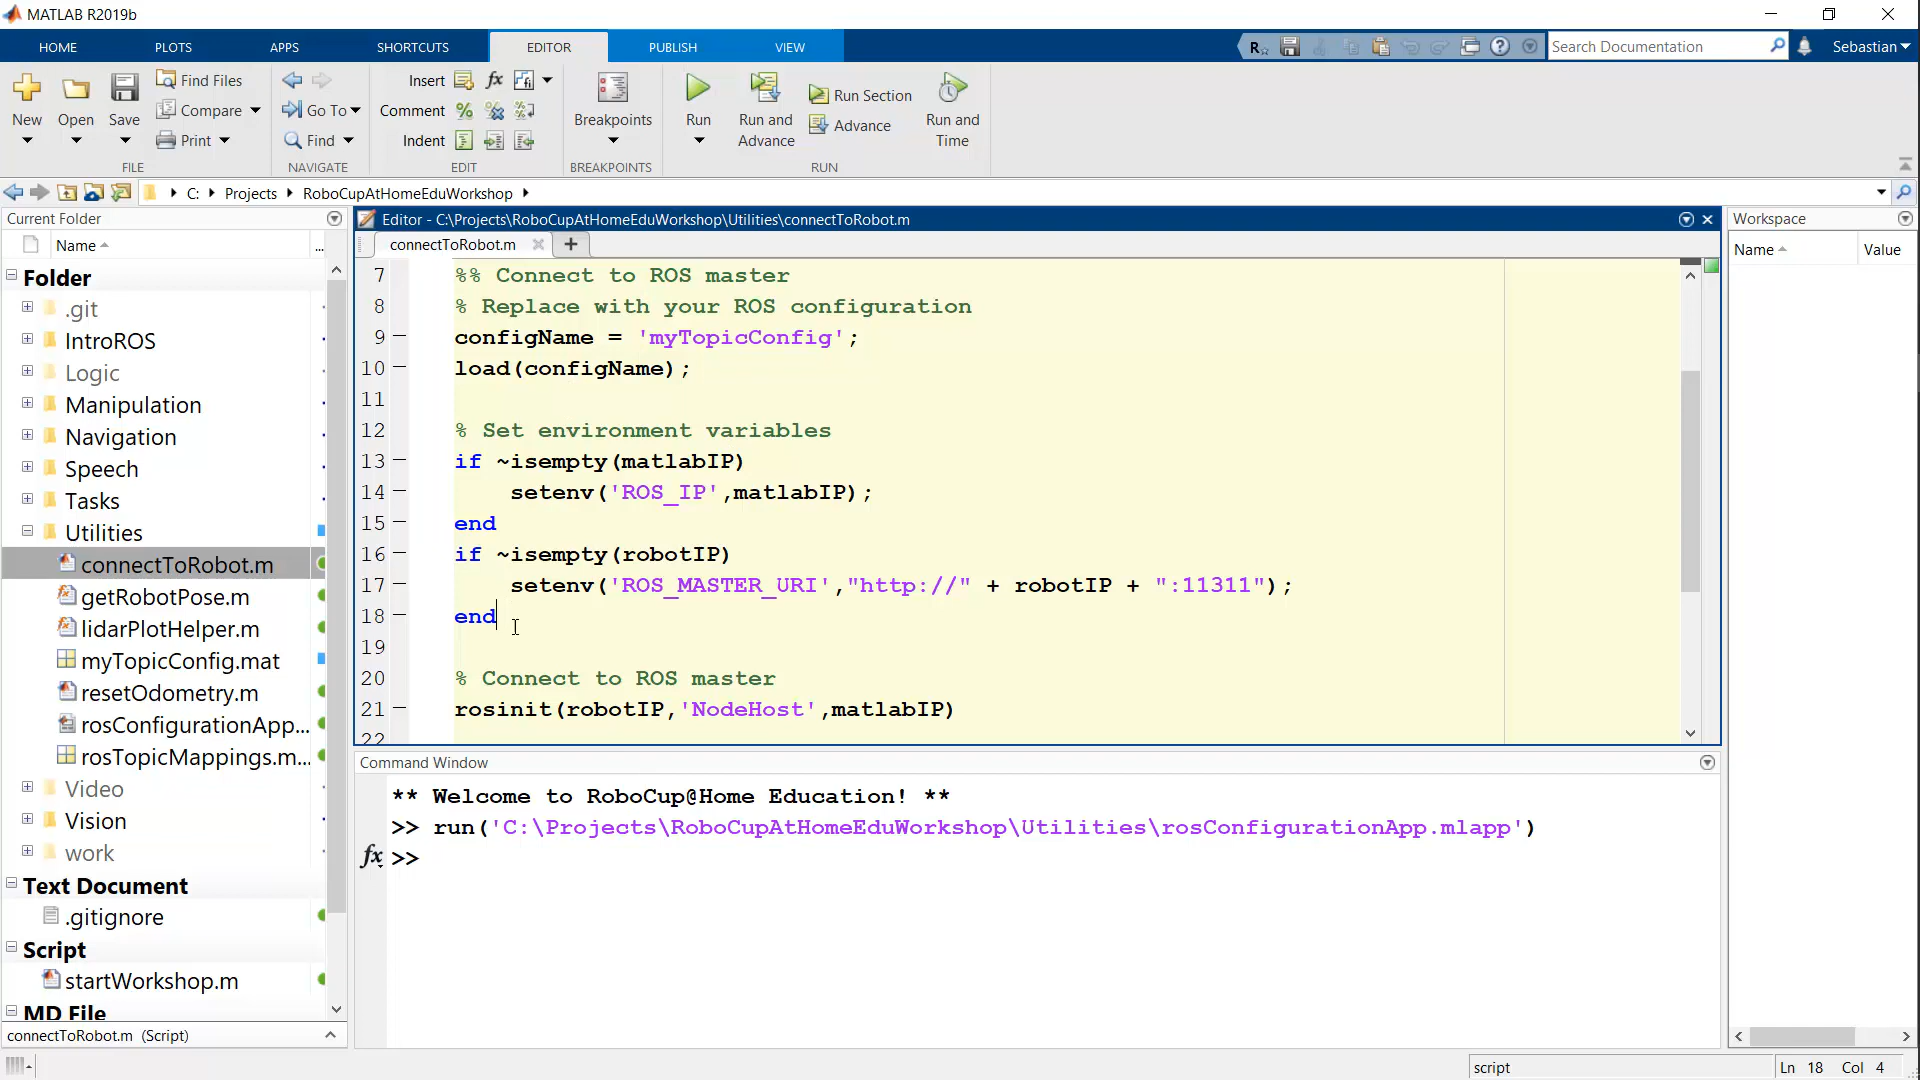 MATLAB R2019b
HOME PLOTS APPS SHORTCUTS EDITOR PUBLISH VIEW
Search Documentation
Sebastian
New
Open
Save
Find Files
Compare
Print
FILE
Go To
Find
NAVIGATE
Insert fx
Comment
Indent
EDIT
Breakpoints
BREAKPOINTS
Run
Run and Advance
Run Section
Advance
Run and Time
RUN
C: Projects RoboCupAtHomeEduWorkshop
Current Folder
Name
...
Folder
.git
IntroROS
Logic
Manipulation
Navigation
Speech
Tasks
Utilities
connectToRobot.m
getRobotPose.m
lidarPlotHelper.m
myTopicConfig.mat
resetOdometry.m
rosConfigurationApp...
rosTopicMappings.m...
Video
Vision
work
Text Document
.gitignore
Script
startWorkshop.m
MD File
connectToRobot.m (Script)
Editor - C:\Projects\RoboCupAtHomeEduWorkshop\Utilities\connectToRobot.m
connectToRobot.m
7 %% Connect to ROS master
8 % Replace with your ROS configuration
9 configName = 'myTopicConfig';
10 load(configName);
11
12 % Set environment variables
13 if ~isempty(matlabIP)
14 setenv('ROS_IP',matlabIP);
15 end
16 if ~isempty(robotIP)
17 setenv('ROS_MASTER_URI',"http://" + robotIP + ":11311");
18 end
19
20 % Connect to ROS master
21 rosinit(robotIP,'NodeHost',matlabIP)
22
Command Window
** Welcome to RoboCup@Home Education! **
>> run('C:\Projects\RoboCupAtHomeEduWorkshop\Utilities\rosConfigurationApp.mlapp')
fx >>
Workspace
Name Value
script
Ln 18 Col 4